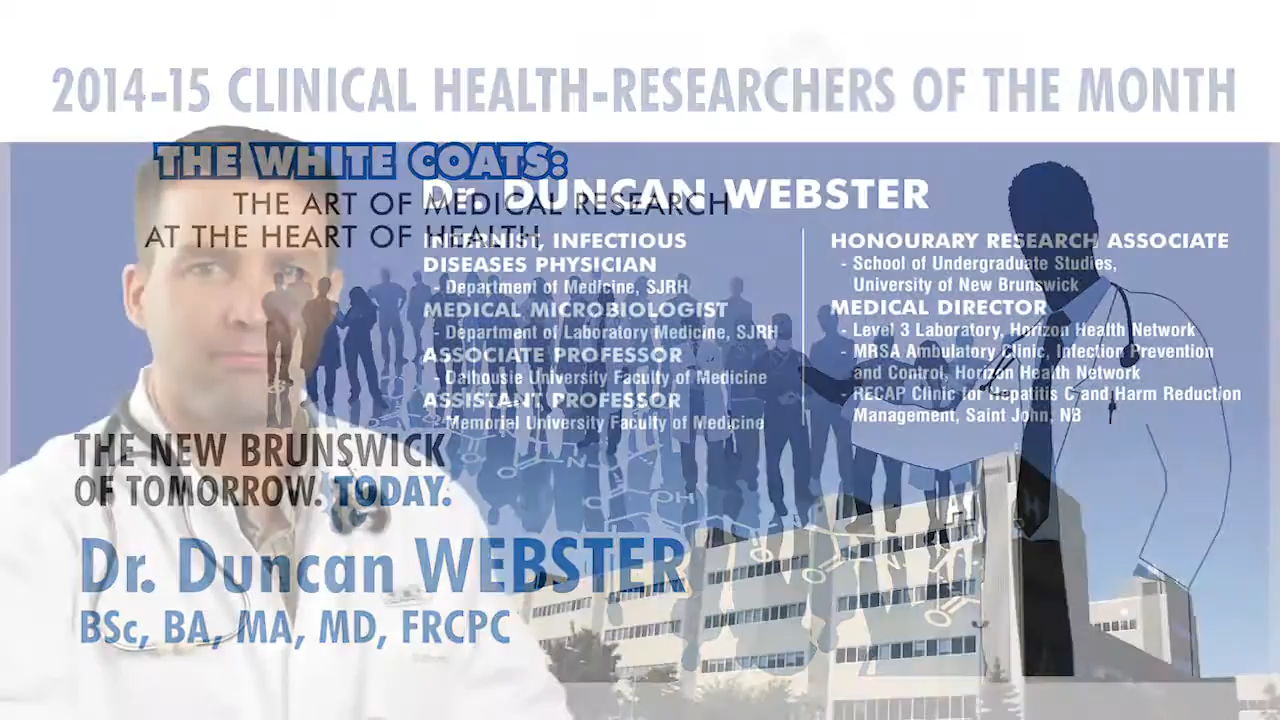 2014-15 CLINICAL HEALTH-RESEARCHERS OF THE MONTH
THE WHITE COATS:
THE ART OF MEDICAL RESEARCH
AT THE HEART OF HEALTH
Dr. DUNCAN WEBSTER
INTERNIST, INFECTIOUS
DISEASES PHYSICIAN
- Department of Medicine, SJRH
MEDICAL MICROBIOLOGIST
- Department of Laboratory Medicine, SJRH
ASSOCIATE PROFESSOR
- Dalhousie University Faculty of Medicine
ASSISTANT PROFESSOR
- Memorial University Faculty of Medicine
HONOURARY RESEARCH ASSOCIATE
- School of Undergraduate Studies,
University of New Brunswick
MEDICAL DIRECTOR
- Level 3 Laboratory, Horizon Health Network
- MRSA Ambulatory Clinic, Infection Prevention
and Control, Horizon Health Network
- RECAP Clinic for Hepatitis C and Harm Reduction
Management, Saint John, NB
THE NEW BRUNSWICK
OF TOMORROW. TODAY.
Dr. Duncan WEBSTER
BSc, BA, MA, MD, FRCPC